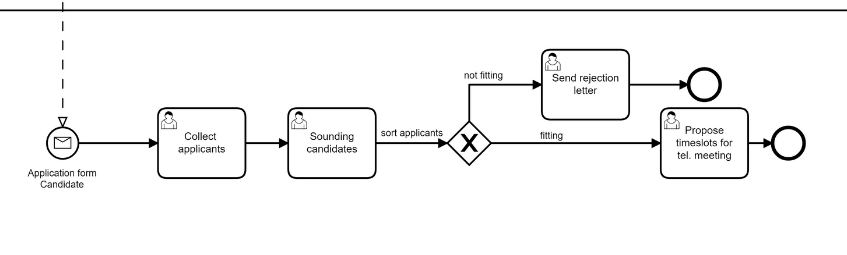 not fitting
Send rejection
letter
Collect
applicants
Sounding
candidates
sort applicants
X
fitting
Propose
timeslots for
tel. meeting
Application form
Candidate